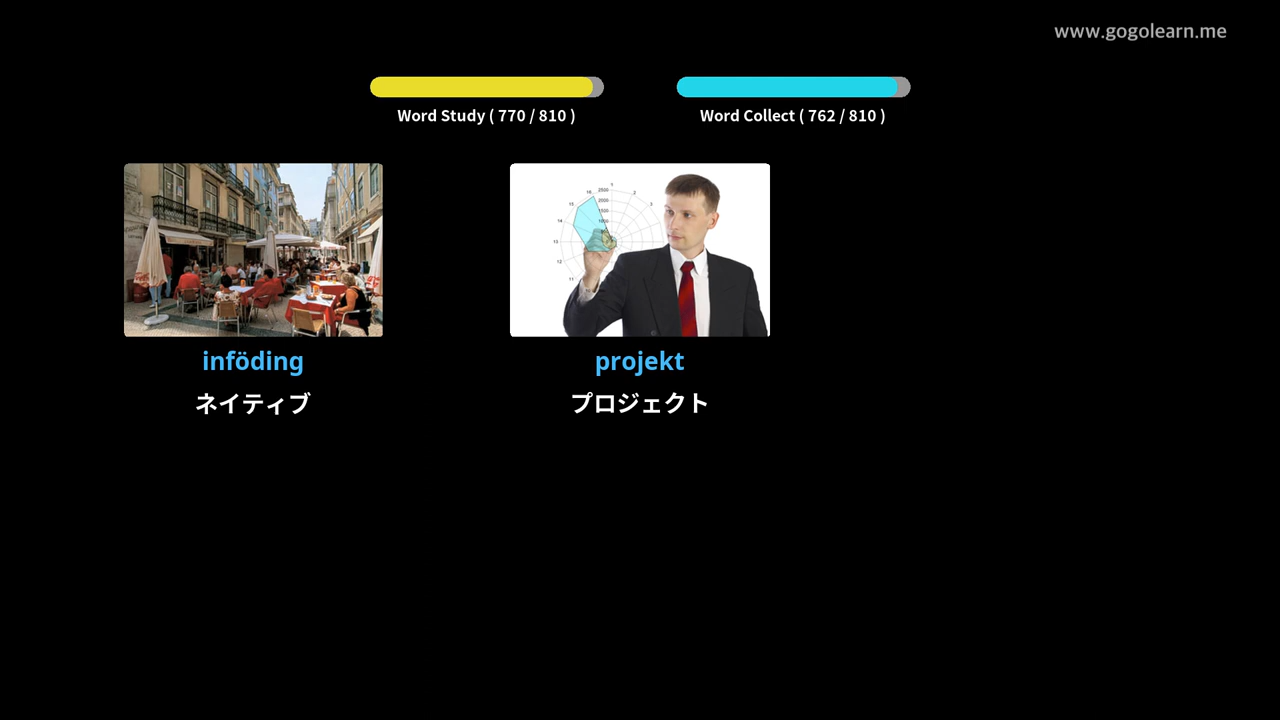 www.gogolearn.me
Word Study ( 770 / 810 )
Word Collect ( 762 / 810 )
inföding
projekt
ネイティブ
プロジェクト